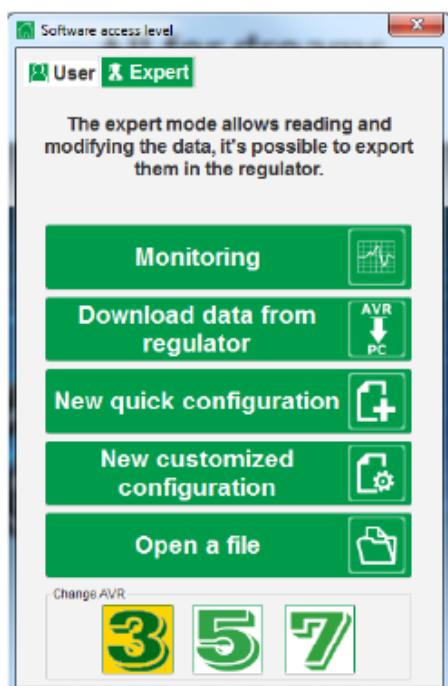 Software access level
User Expert
The expert mode allows reading and
modifying the data, it's possible to export
them in the regulator.
Monitoring
Download data from
regulator
AVR
PC
New quick configuration
New customized
configuration
Open a file
Change AVR
3 5 7